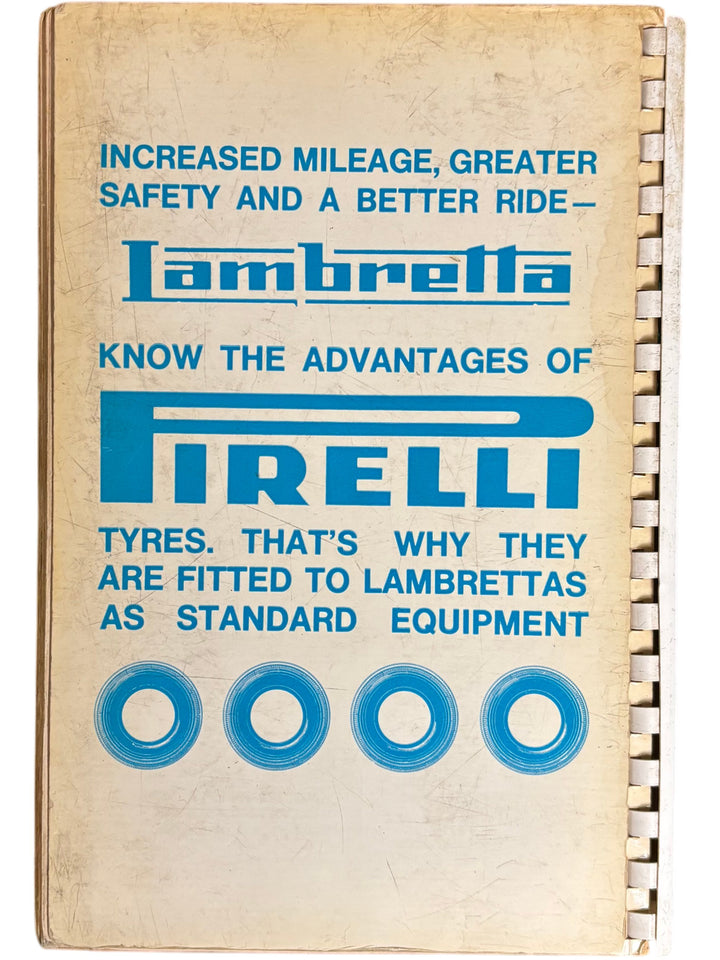 INCREASED MILEAGE, GREATER
SAFETY AND A BETTER RIDE—
Lambretta
KNOW THE ADVANTAGES OF
PIRELLI
TYRES. THAT'S WHY THEY
ARE FITTED TO LAMBRETTAS
AS STANDARD EQUIPMENT